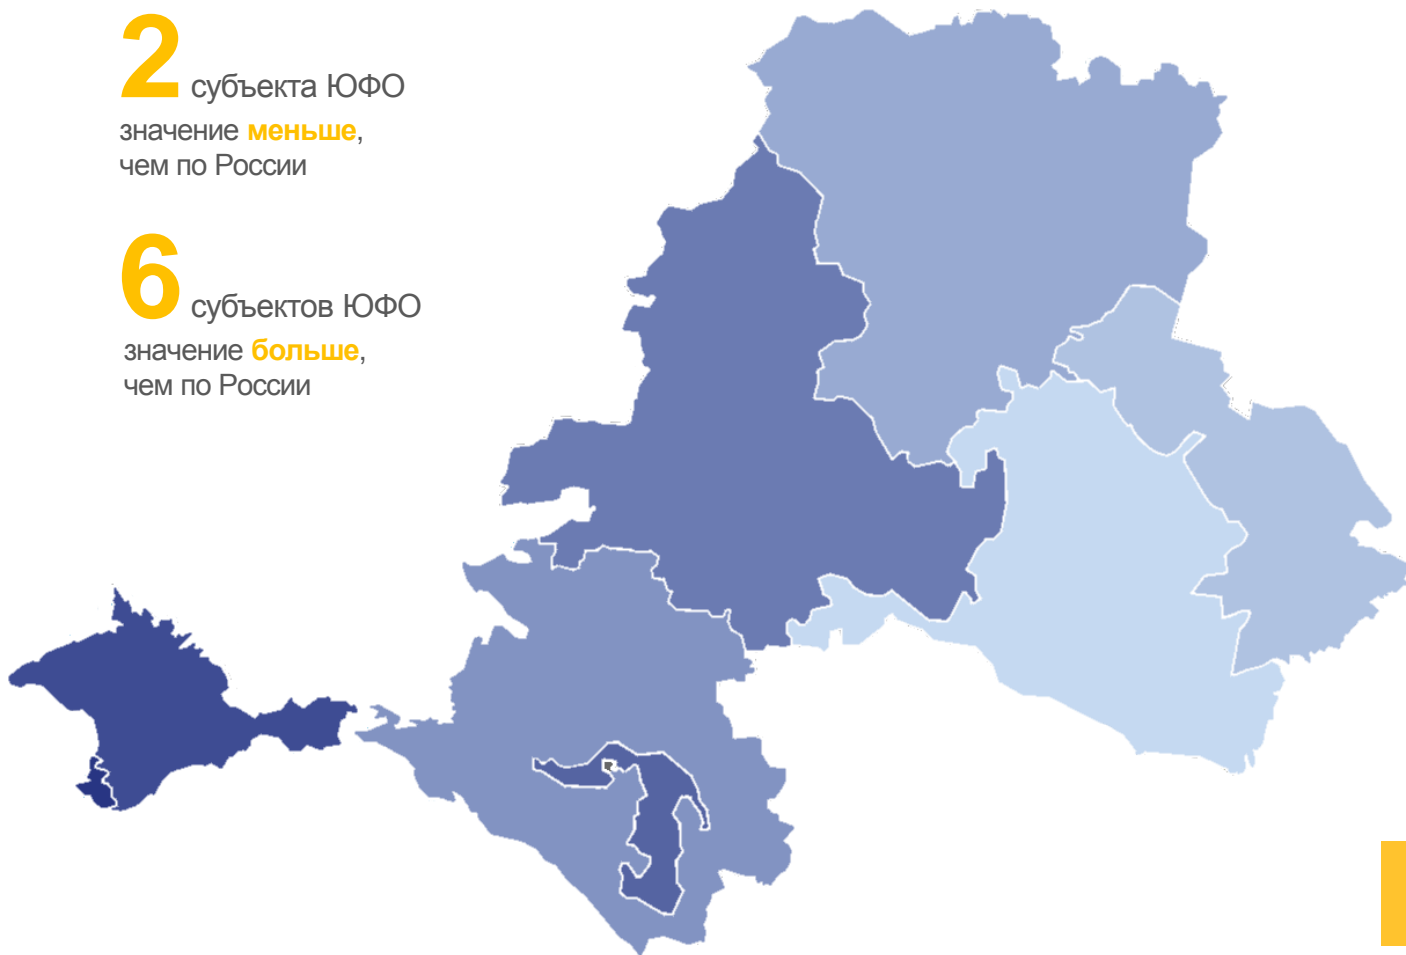 2 субъекта ЮФО
значение меньше,
чем по России
6 субъектов ЮФО
значение больше,
чем по России